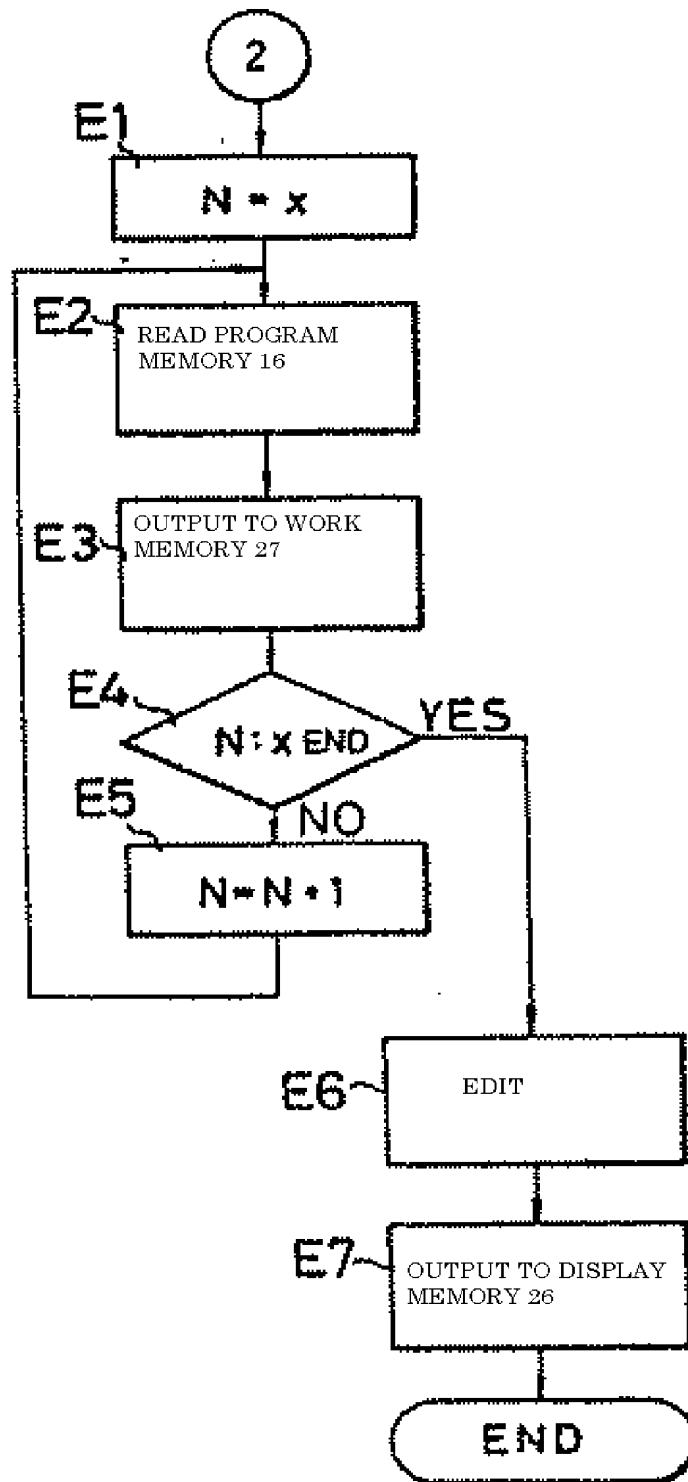 2
E1
N = x
E2
READ PROGRAM
MEMORY 16
E3
OUTPUT TO WORK
MEMORY 27
E4
N : x END
YES
E5
NO
N = N + 1
E6
EDIT
E7
OUTPUT TO DISPLAY
MEMORY 26
END